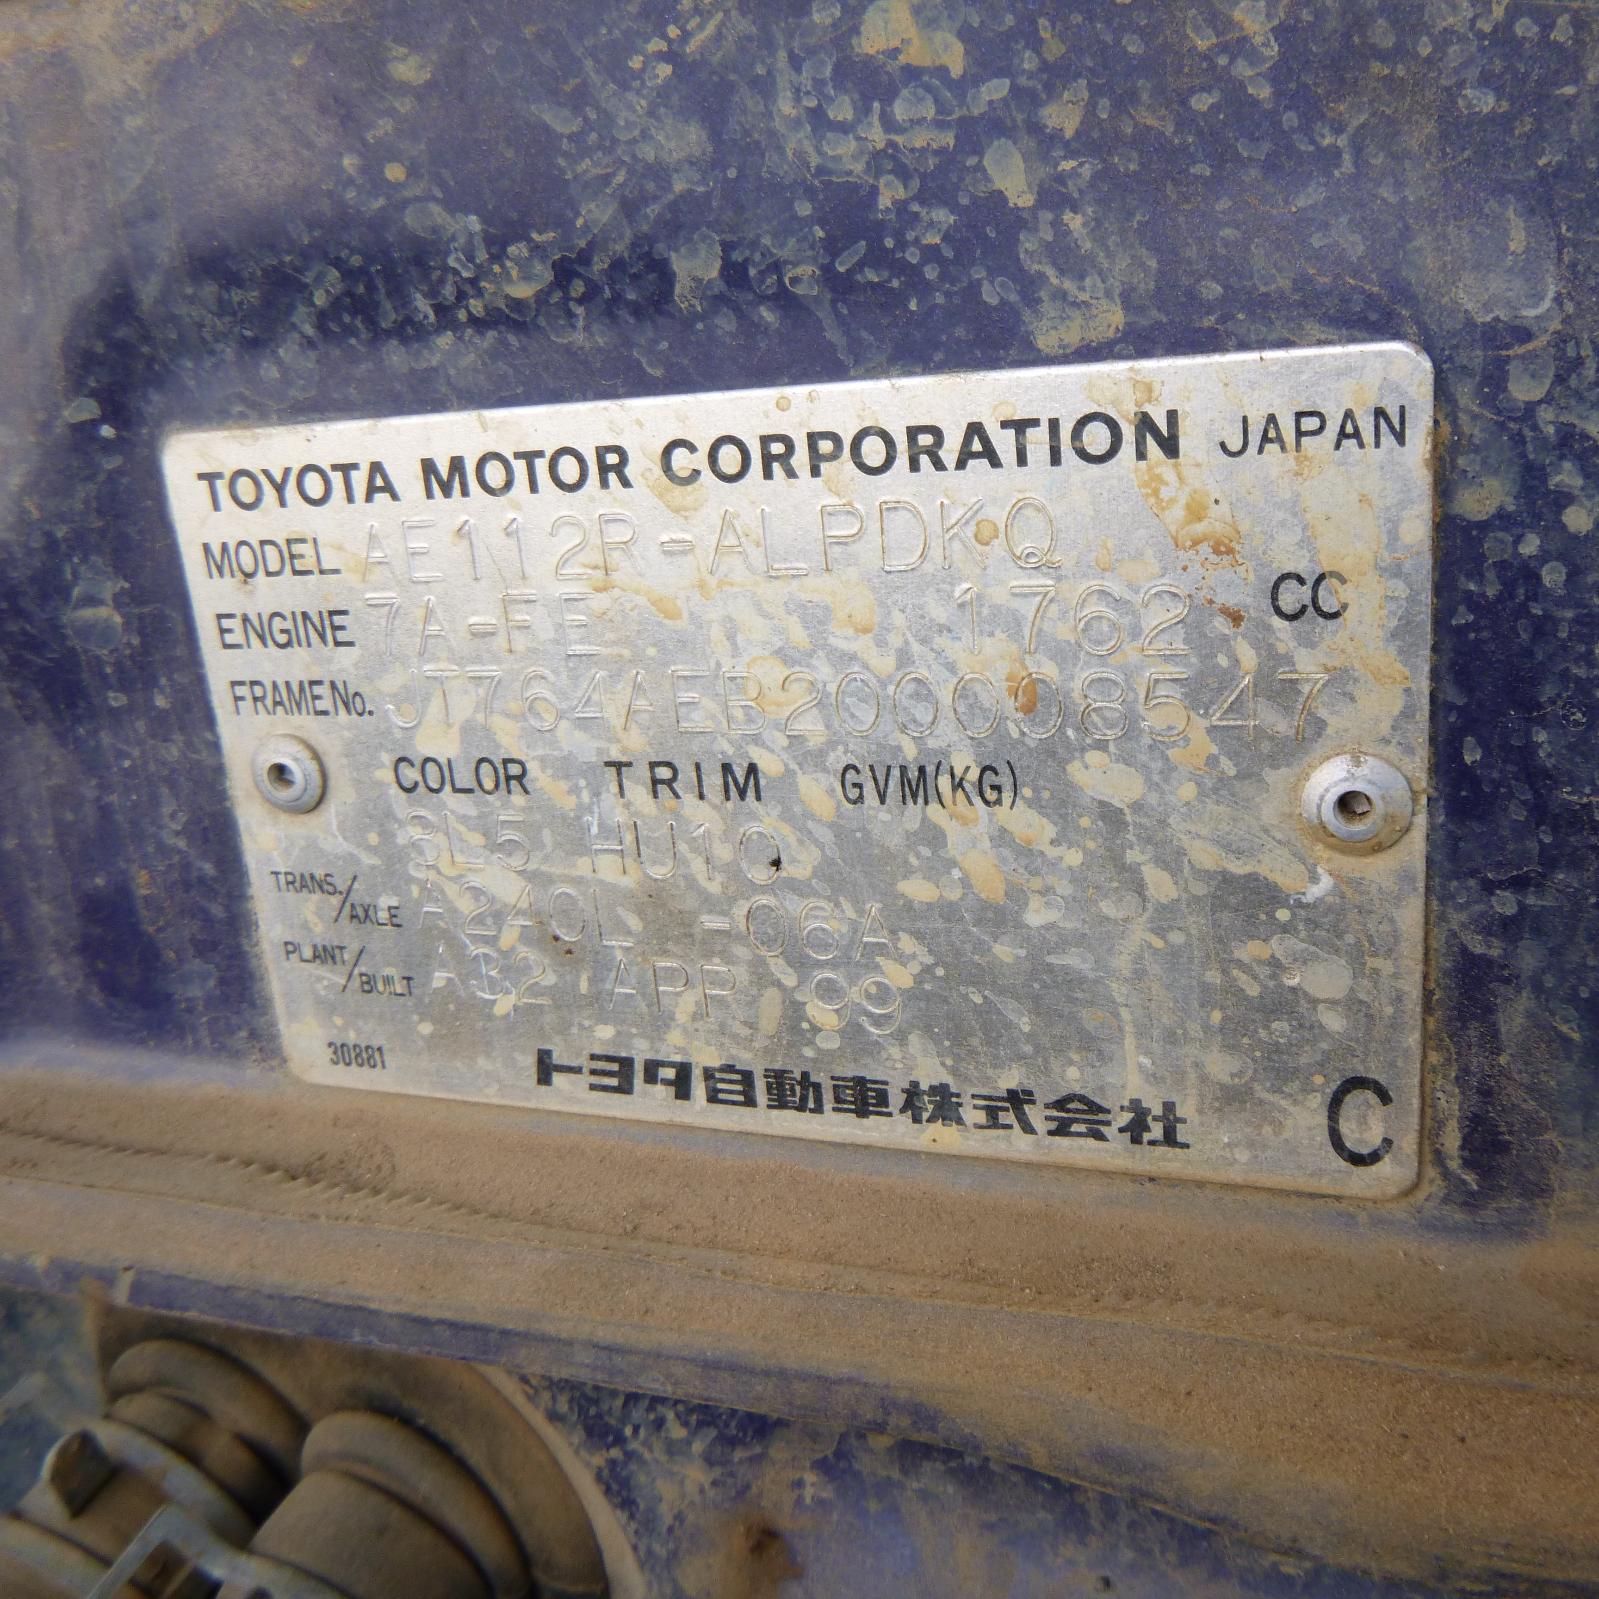 TOYOTA MOTOR CORPORATION JAPAN
MODEL AE112R-ALPDKQ
ENGINE 7A-FE 1762 CC
FRAME No. JT764AEB200008547
COLOR TRIM GVM(KG)
8L5 HU10
TRANS./AXLE A240L -06A
PLANT/BUILT A32 APR 99
30881
トヨタ自動車株式会社
C